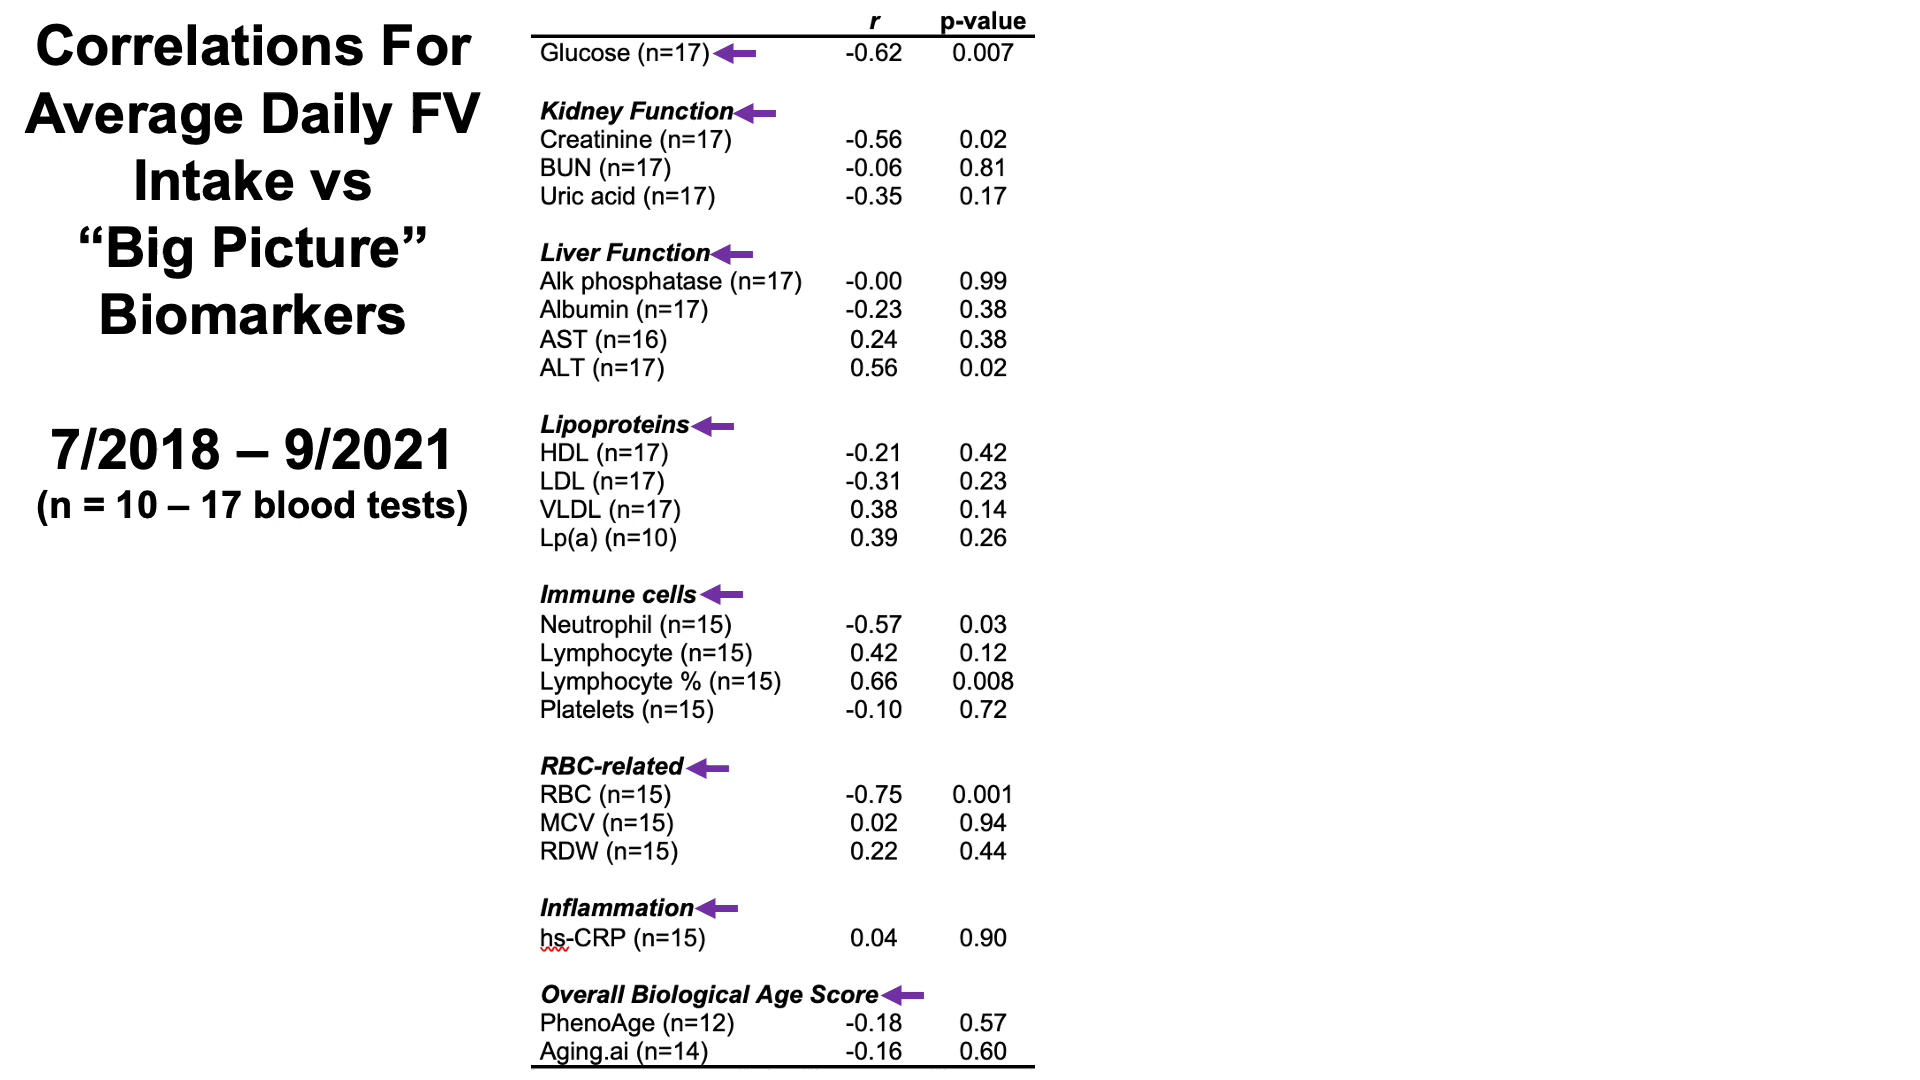 Correlations For
Average Daily FV
Intake vs
“Big Picture”
Biomarkers
7/2018 – 9/2021
(n = 10 – 17 blood tests)
r p-value
Glucose (n=17) -0.62 0.007
Kidney Function
Creatinine (n=17) -0.56 0.02
BUN (n=17) -0.06 0.81
Uric acid (n=17) -0.35 0.17
Liver Function
Alk phosphatase (n=17) -0.00 0.99
Albumin (n=17) -0.23 0.38
AST (n=16) 0.24 0.38
ALT (n=17) 0.56 0.02
Lipoproteins
HDL (n=17) -0.21 0.42
LDL (n=17) -0.31 0.23
VLDL (n=17) 0.38 0.14
Lp(a) (n=10) 0.39 0.26
Immune cells
Neutrophil (n=15) -0.57 0.03
Lymphocyte (n=15) 0.42 0.12
Lymphocyte % (n=15) 0.66 0.008
Platelets (n=15) -0.10 0.72
RBC-related
RBC (n=15) -0.75 0.001
MCV (n=15) 0.02 0.94
RDW (n=15) 0.22 0.44
Inflammation
hs-CRP (n=15) 0.04 0.90
Overall Biological Age Score
PhenoAge (n=12) -0.18 0.57
Aging.ai (n=14) -0.16 0.60